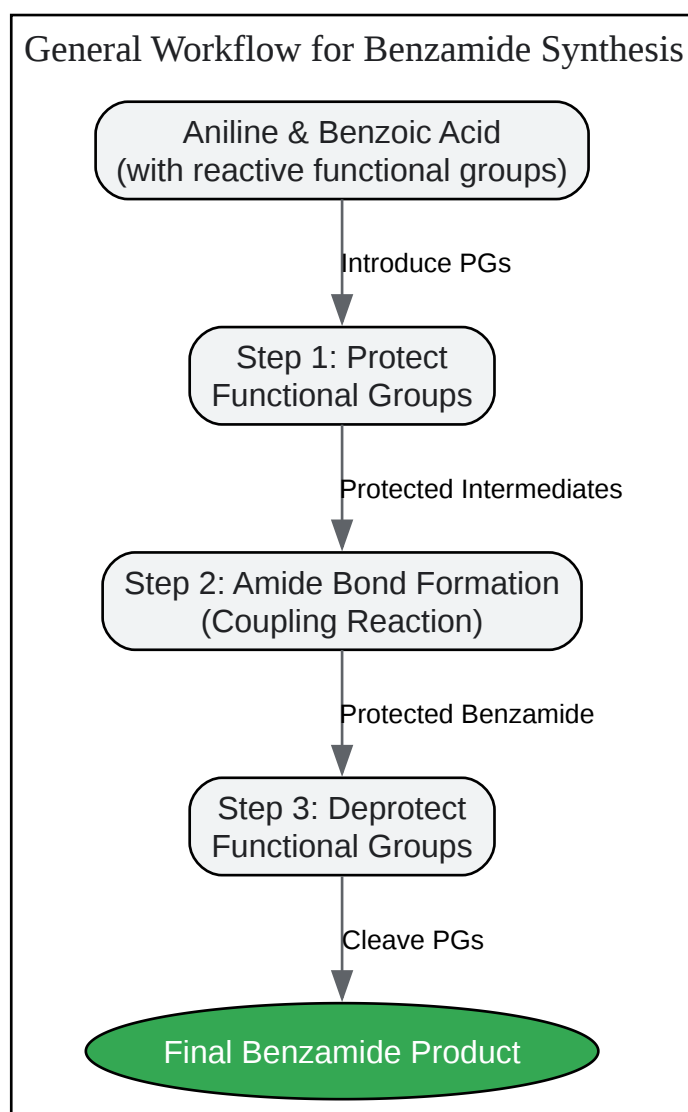 General Workflow for Benzamide Synthesis
Aniline & Benzoic Acid
(with reactive functional groups)
Introduce PGs
Step 1: Protect
Functional Groups
Protected Intermediates
Step 2: Amide Bond Formation
(Coupling Reaction)
Protected Benzamide
Step 3: Deprotect
Functional Groups
Cleave PGs
Final Benzamide Product